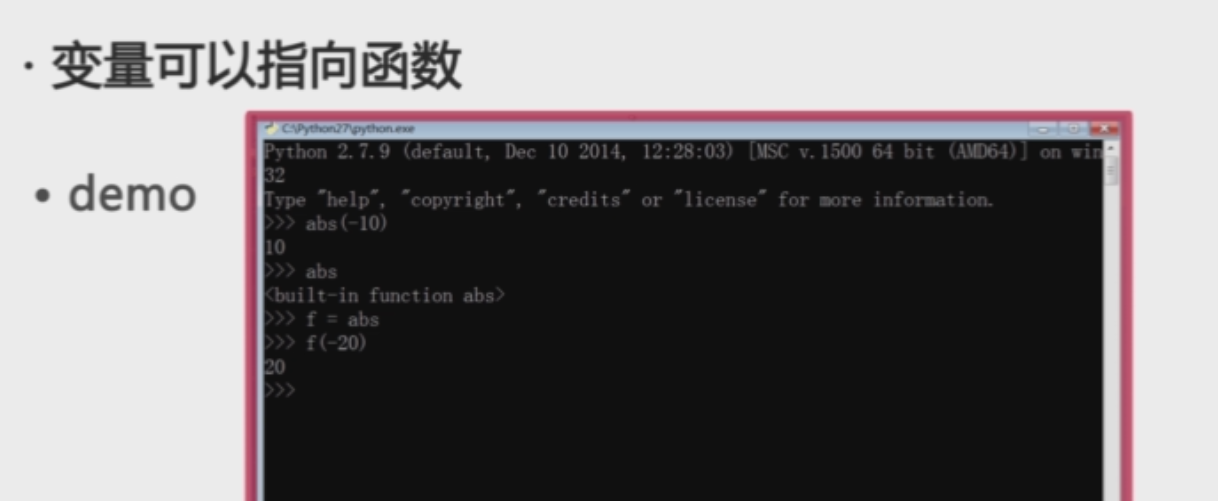 · 变量可以指向函数
C:\Python27\python.exe
Python 2.7.9 (default, Dec 10 2014, 12:28:03) [MSC v.1500 64 bit (AMD64)] on win
32
• demo
Type "help", "copyright", "credits" or "license" for more information.
>>> abs(-10)
10
>>> abs
<built-in function abs>
>>> f = abs
>>> f(-20)
20
>>>